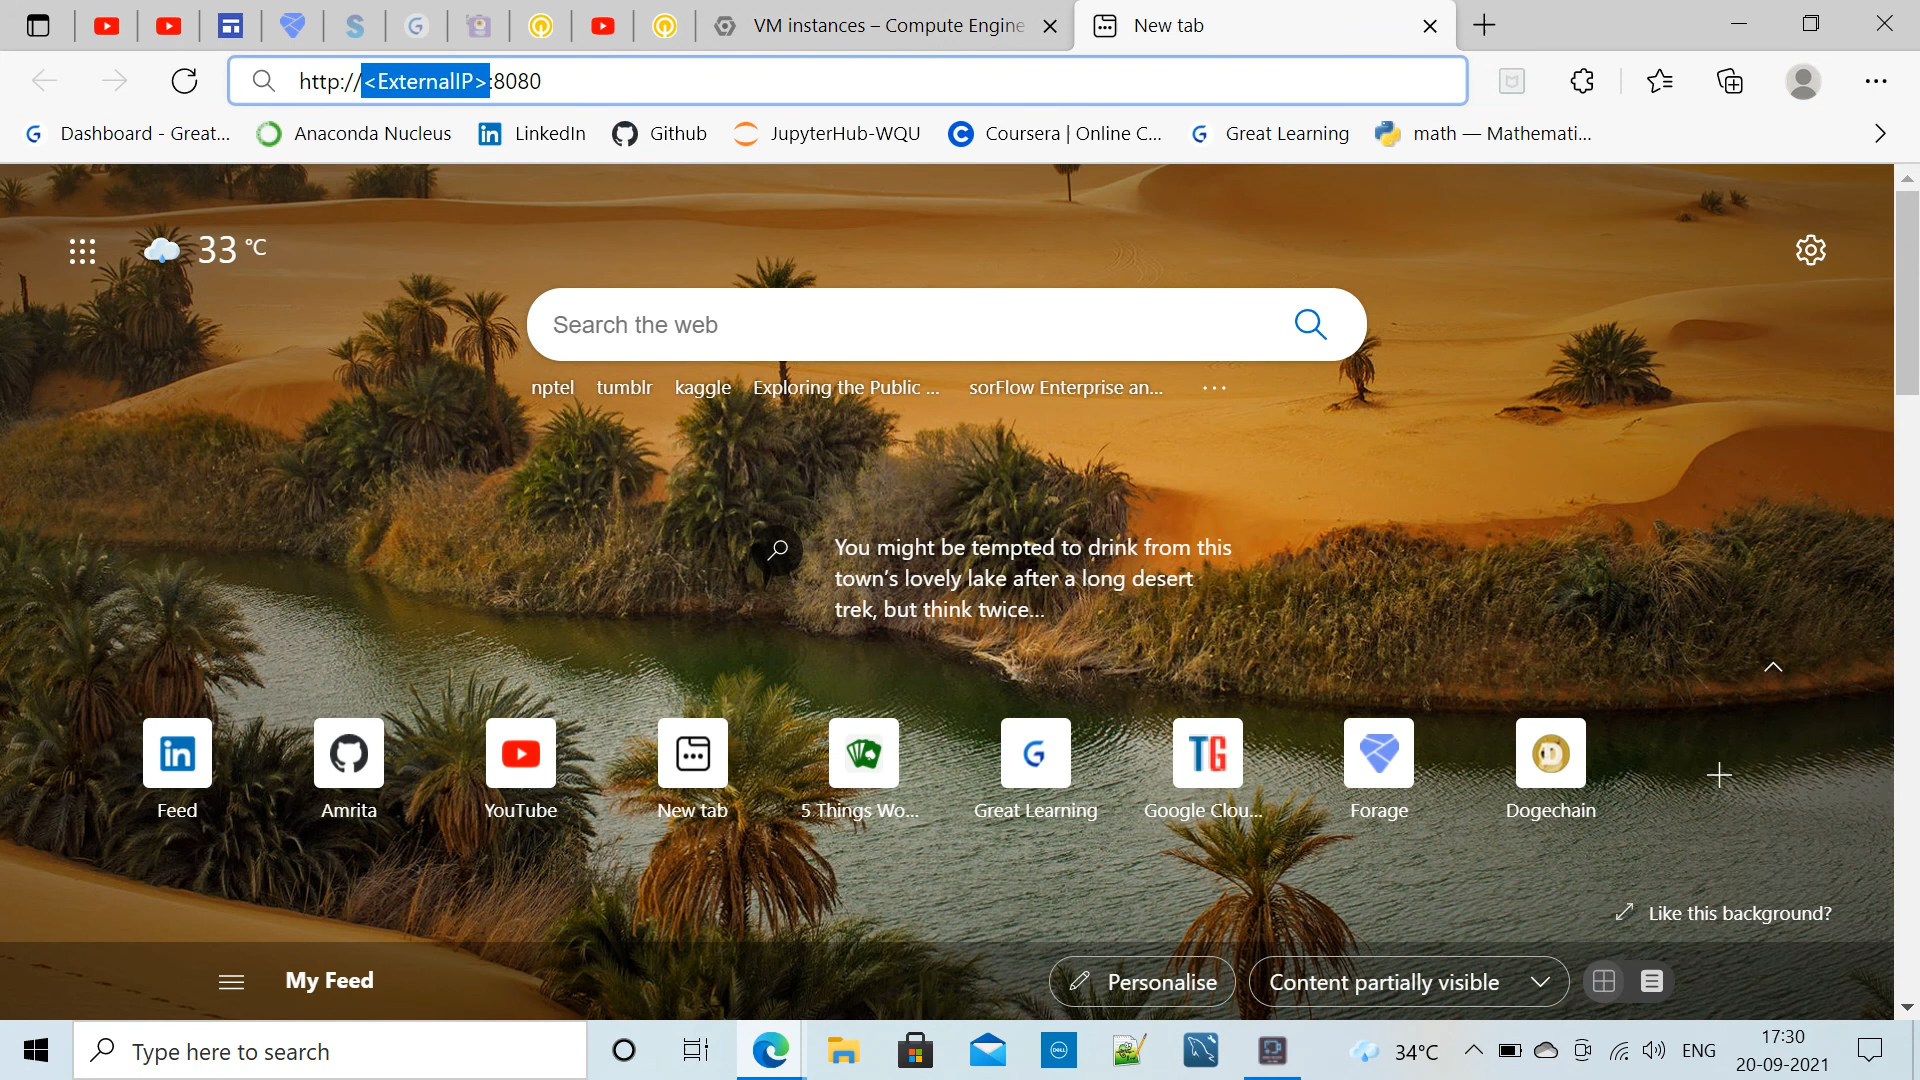 VM instances – Compute Engine
New tab
http://<ExternalIP>:8080
Dashboard - Great...
Anaconda Nucleus
LinkedIn
Github
JupyterHub-WQU
Coursera | Online C...
Great Learning
math — Mathemati...
33 °C
Search the web
nptel
tumblr
kaggle
Exploring the Public ...
sorFlow Enterprise an...
You might be tempted to drink from this
town's lovely lake after a long desert
trek, but think twice...
Feed
Amrita
YouTube
New tab
5 Things Wo...
Great Learning
TG
Google Clou...
Forage
Dogechain
Like this background?
My Feed
Personalise
Content partially visible
Type here to search
DELL
34°C
ENG
17:30
20-09-2021